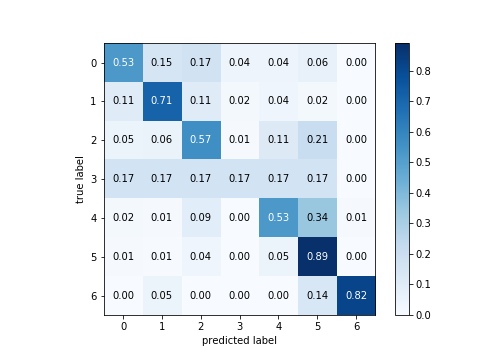 0 0.53 0.15 0.17 0.04 0.04 0.06 0.00
1 0.11 0.71 0.11 0.02 0.04 0.02 0.00
2 0.05 0.06 0.57 0.01 0.11 0.21 0.00
3 0.17 0.17 0.17 0.17 0.17 0.17 0.00
4 0.02 0.01 0.09 0.00 0.53 0.34 0.01
5 0.01 0.01 0.04 0.00 0.05 0.89 0.00
6 0.00 0.05 0.00 0.00 0.00 0.14 0.82
0 1 2 3 4 5 6
predicted label
true label
0.8
0.7
0.6
0.5
0.4
0.3
0.2
0.1
0.0